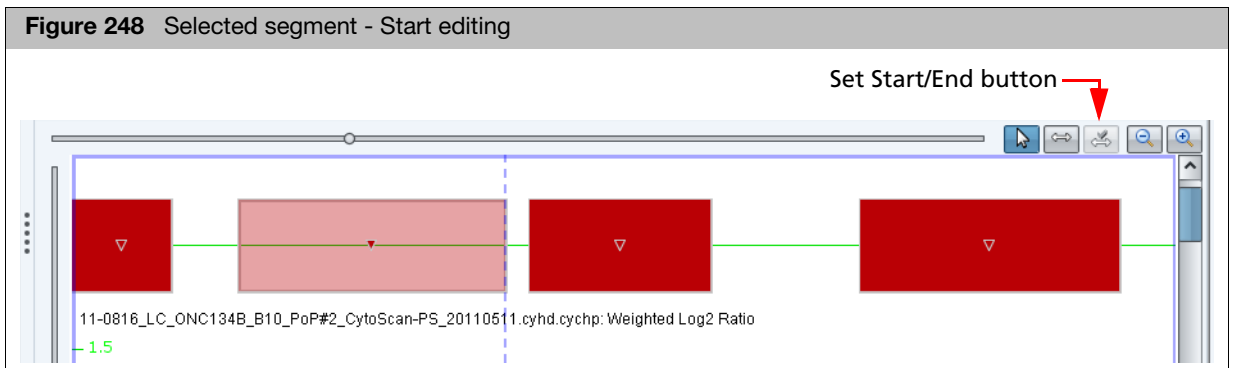 Figure 248 Selected segment - Start editing
Set Start/End button
11-0816_LC_ONC134B_B10_PoP#2_CytoScan-PS_20110511.cyhd.cychp: Weighted Log2 Ratio
1.5